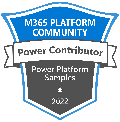 M365 PLATFORM
COMMUNITY
Power Contributor
Power Platform
Samples
2022